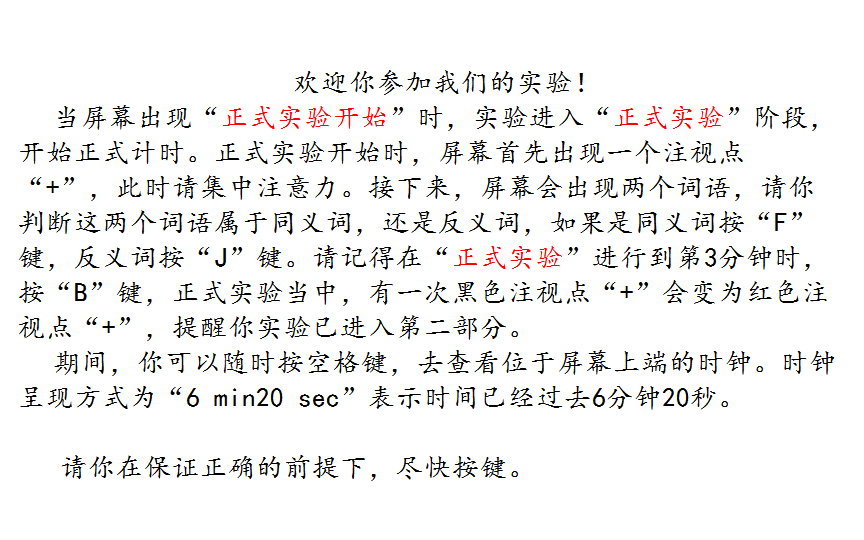 欢迎你参加我们的实验!
当屏幕出现“正式实验开始”时，实验进入“正式实验”阶段，
开始正式计时。正式实验开始时，屏幕首先出现一个注视点
“+”，此时请集中注意力。接下来，屏幕会出现两个词语，请你
判断这两个词语属于同义词，还是反义词，如果是同义词按“F”
键，反义词按“J”键。请记得在“正式实验”进行到第3分钟时，
按“B”键，正式实验当中，有一次黑色注视点“+”会变为红色注
视点“+”，提醒你实验已进入第二部分。
期间，你可以随时按空格键，去查看位于屏幕上端的时钟。时钟
呈现方式为“6 min20 sec”表示时间已经过去6分钟20秒。
请你在保证正确的前提下，尽快按键。